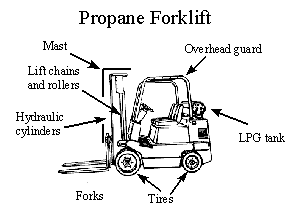 Propane Forklift
Mast
Overhead guard
Lift chains
and rollers
Hydraulic
cylinders
LPG tank
Forks
Tires